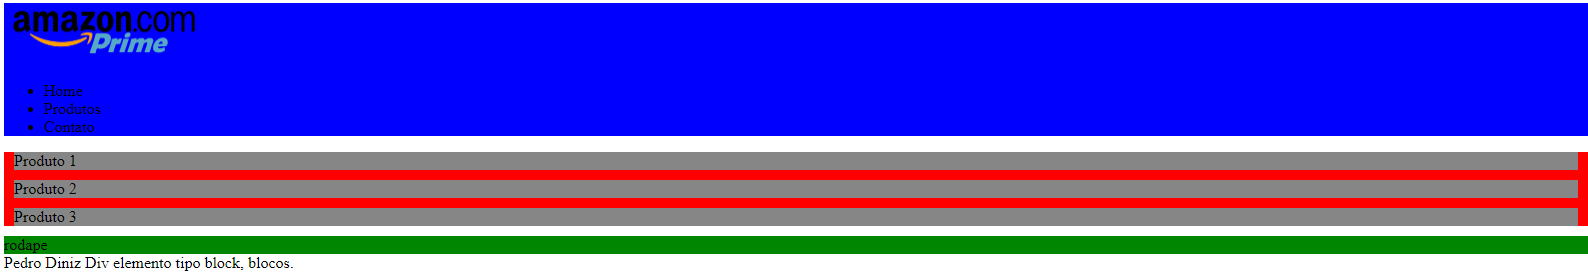 amazon.com
Prime
Home
Produtos
Contato
Produto 1
Produto 2
Produto 3
rodape
Pedro Diniz Div elemento tipo block, blocos.